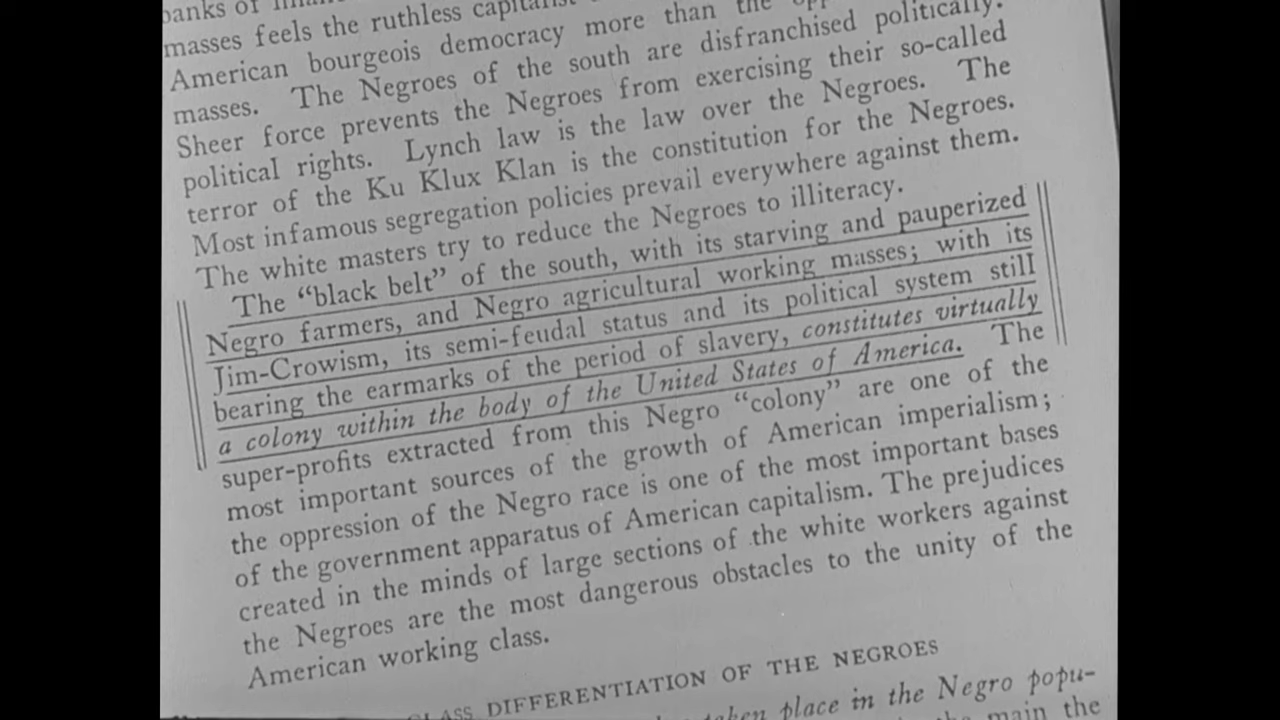 banks of
masses feels the ruthless capitalist
American bourgeois democracy more than the opp
masses. The Negroes of the south are disfranchised politically.
Sheer force prevents the Negroes from exercising their so-called
political rights. Lynch law is the law over the Negroes. The
terror of the Ku Klux Klan is the constitution for the Negroes.
Most infamous segregation policies prevail everywhere against them.
The white masters try to reduce the Negroes to illiteracy.
The “black belt” of the south, with its starving and pauperized
Negro farmers, and Negro agricultural working masses; with its
Jim-Crowism, its semi-feudal status and its political system still
bearing the earmarks of the period of slavery, constitutes virtually
a colony within the body of the United States of America. The
super-profits extracted from this Negro “colony” are one of the
most important sources of the growth of American imperialism;
the oppression of the Negro race is one of the most important bases
of the government apparatus of American capitalism. The prejudices
created in the minds of large sections of the white workers against
the Negroes are the most dangerous obstacles to the unity of the
American working class.
CLASS DIFFERENTIATION OF THE NEGROES
taken place in the Negro popu-
main the